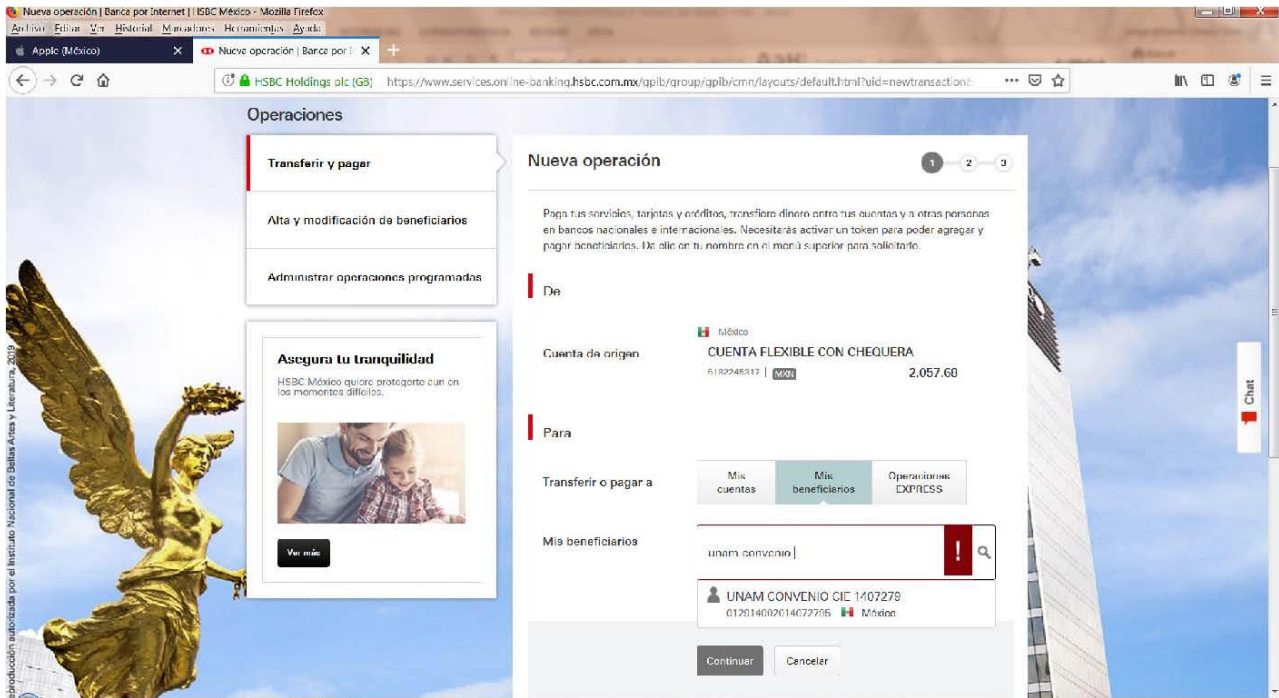 Nueva operación | Banca por Internet | HSBC México - Mozilla Firefox
Archivo Editar Ver Historial Marcadores Herramientas Ayuda
Apple (México) X Nueva operación | Banca por I X +
HSBC Holdings plc (GB) https://www.services.online-banking.hsbc.com.mx/gpib/group/gpib/cmn/layouts/default.html?uid=newtransaction&
Operaciones
Transferir y pagar
Alta y modificación de beneficiarios
Administrar operaciones programadas
Asegura tu tranquilidad
HSBC México quiere protegerte aun en
los momentos difíciles.
Ver más
Nueva operación
1 2 3
Paga tus servicios, tarjetas y créditos, transfiere dinero entre tus cuentas y a otras personas
en bancos nacionales e internacionales. Necesitarás activar un token para poder agregar y
pagar beneficiarios. Da clic en tu nombre en el menú superior para solicitarlo.
De
México
Cuenta de origen
CUENTA FLEXIBLE CON CHEQUERA
MXN 2,057.68
Para
Transferir o pagar a
Mis
cuentas
Mis
beneficiarios
Operaciones
EXPRESS
Mis beneficiarios
unam convenio
!
UNAM CONVENIO CIE 1407279
012914002014072795 México
Continuar
Cancelar
Chat
reproducción autorizada por el Instituto Nacional de Bellas Artes y Literatura, 2019